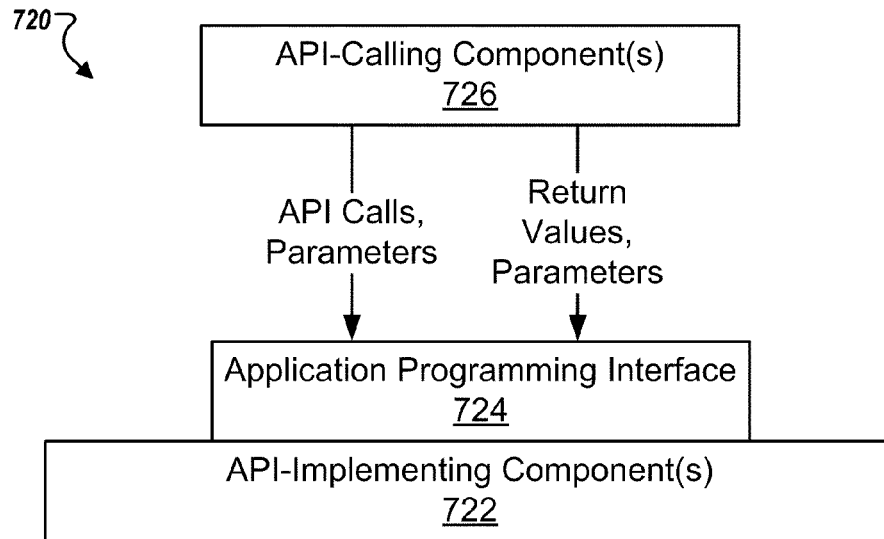 720
API-Calling Component(s)
726
API Calls,
Parameters
Return
Values,
Parameters
Application Programming Interface
724
API-Implementing Component(s)
722